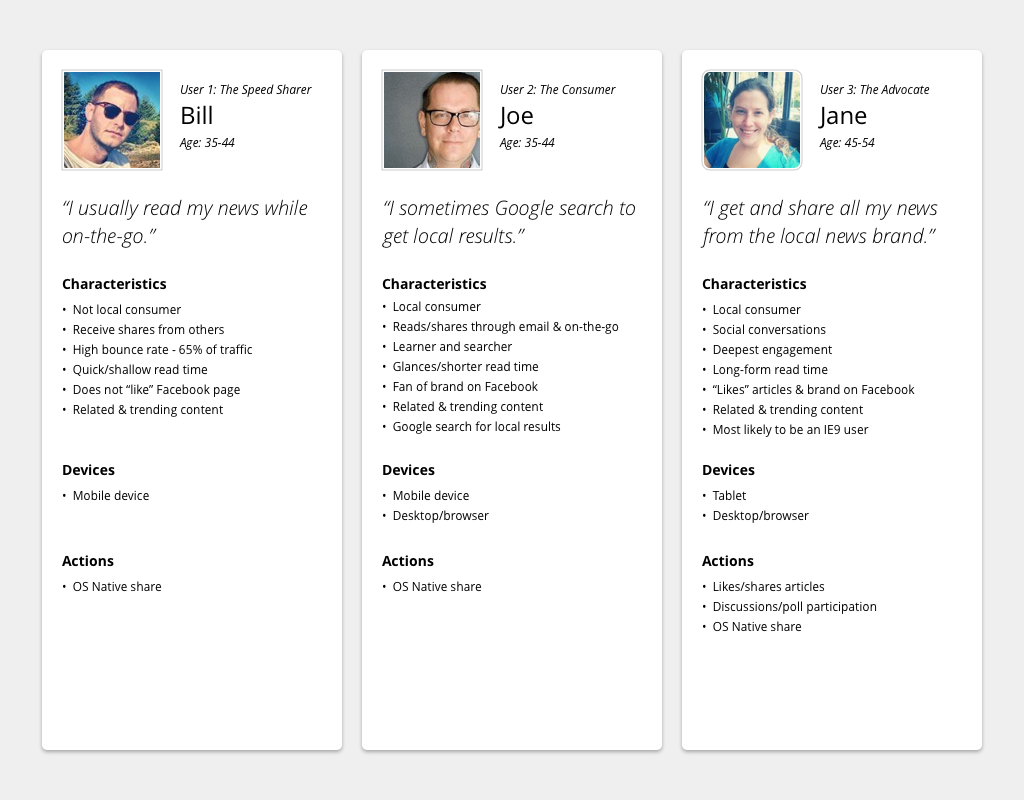 User 1: The Speed Sharer
Bill
Age: 35-44
“I usually read my news while
on-the-go.”
Characteristics
• Not local consumer
• Receive shares from others
• High bounce rate - 65% of traffic
• Quick/shallow read time
• Does not “like” Facebook page
• Related & trending content
Devices
• Mobile device
Actions
• OS Native share
User 2: The Consumer
Joe
Age: 35-44
“I sometimes Google search to
get local results.”
Characteristics
• Local consumer
• Reads/shares through email & on-the-go
• Learner and searcher
• Glances/shorter read time
• Fan of brand on Facebook
• Related & trending content
• Google search for local results
Devices
• Mobile device
• Desktop/browser
Actions
• OS Native share
User 3: The Advocate
Jane
Age: 45-54
“I get and share all my news
from the local news brand.”
Characteristics
• Local consumer
• Social conversations
• Deepest engagement
• Long-form read time
• “Likes” articles & brand on Facebook
• Related & trending content
• Most likely to be an IE9 user
Devices
• Tablet
• Desktop/browser
Actions
• Likes/shares articles
• Discussions/poll participation
• OS Native share